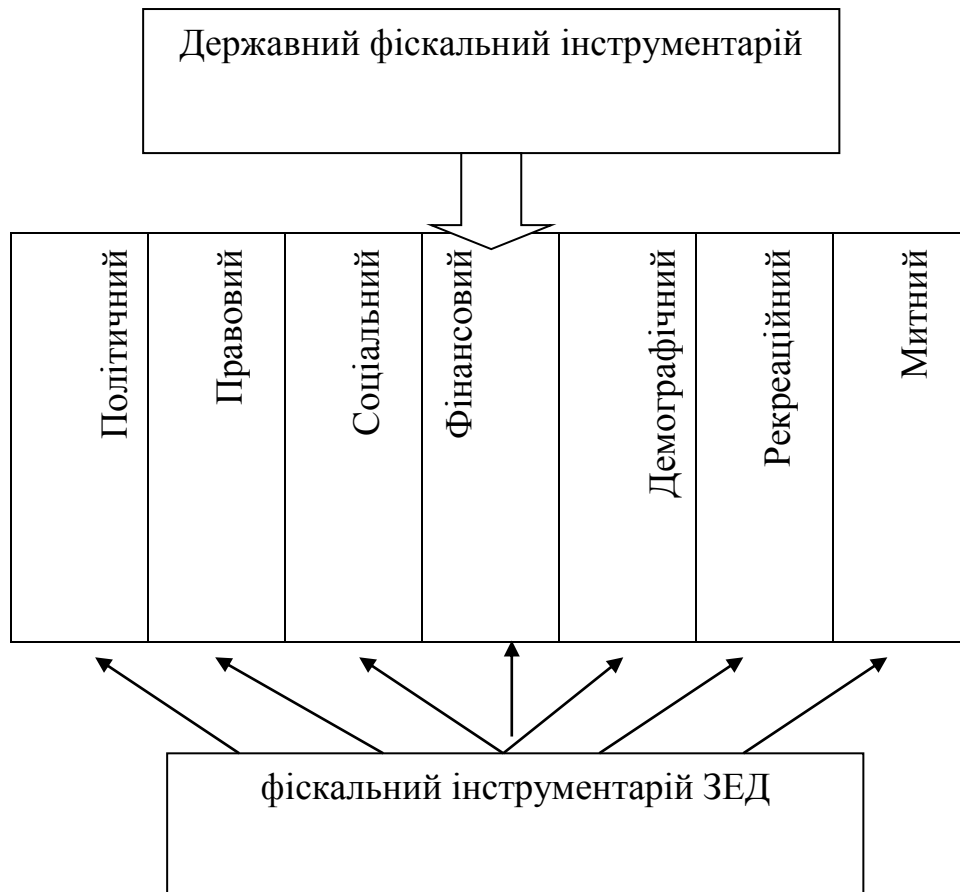 Державний фіскальний інструментарій
Політичний
Правовий
Соціальний
Фінансовий
Демографічний
Рекреаційний
Митний
фіскальний інструментарій ЗЕД